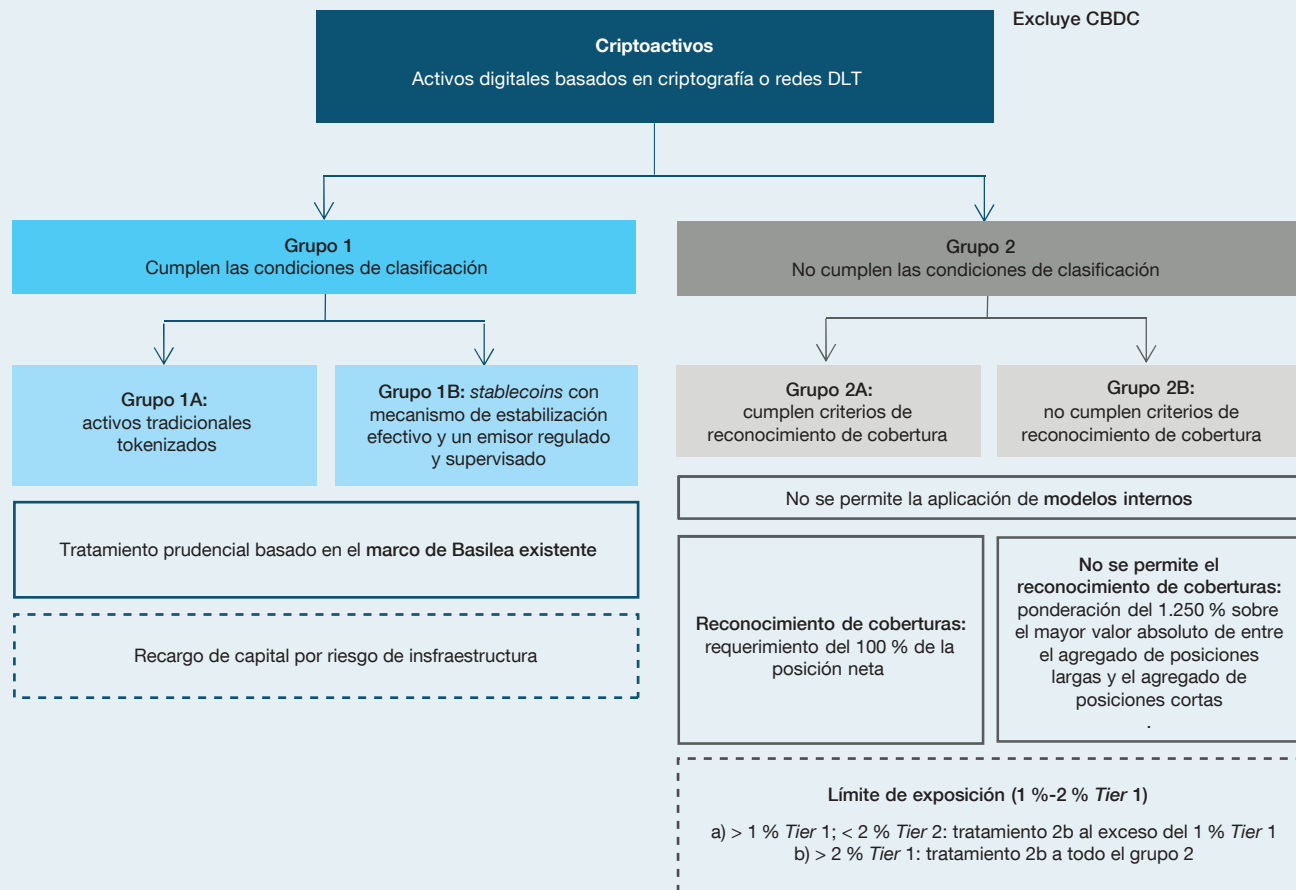 Excluye CBDC
Criptoactivos
Activos digitales basados en criptografía o redes DLT
Grupo 1
Cumplen las condiciones de clasificación
Grupo 2
No cumplen las condiciones de clasificación
Grupo 1A:
activos tradicionales
tokenizados
Grupo 1B: stablecoins con
mecanismo de estabilización
efectivo y un emisor regulado
y supervisado
Grupo 2A:
cumplen criterios de
reconocimiento de cobertura
Grupo 2B:
no cumplen criterios de
reconocimiento de cobertura
Tratamiento prudencial basado en el marco de Basilea existente
Recargo de capital por riesgo de insfraestructura
No se permite la aplicación de modelos internos
Reconocimiento de coberturas:
requerimiento del 100 % de la
posición neta
No se permite el
reconocimiento de coberturas:
ponderación del 1.250 % sobre
el mayor valor absoluto de entre
el agregado de posiciones
largas y el agregado de
posiciones cortas
.
Límite de exposición (1 %-2 % Tier 1)
a) > 1 % Tier 1; < 2 % Tier 2: tratamiento 2b al exceso del 1 % Tier 1
b) > 2 % Tier 1: tratamiento 2b a todo el grupo 2